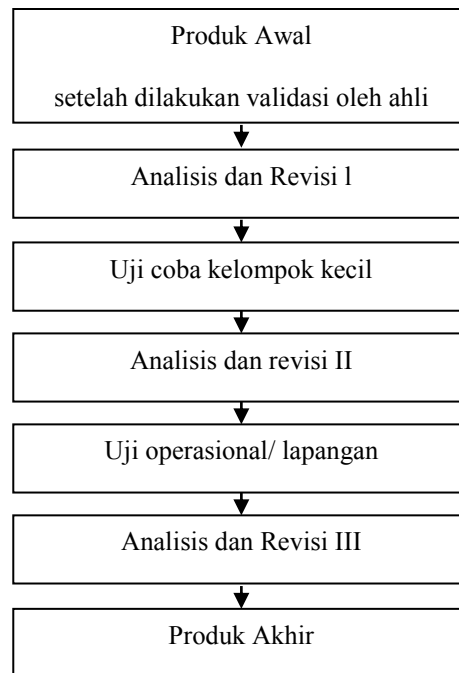 Produk Awal
setelah dilakukan validasi oleh ahli
Analisis dan Revisi l
Uji coba kelompok kecil
Analisis dan revisi II
Uji operasional/ lapangan
Analisis dan Revisi III
Produk Akhir